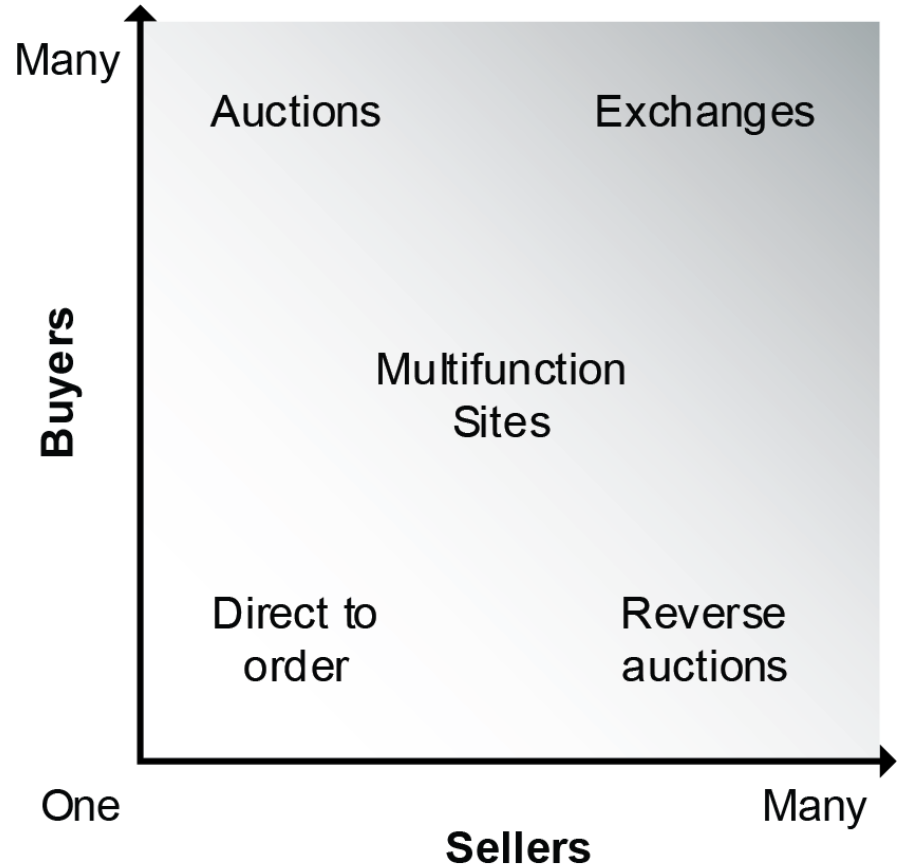 Many
Auctions
Exchanges
Buyers
Multifunction
Sites
Direct to
order
Reverse
auctions
One
Many
Sellers